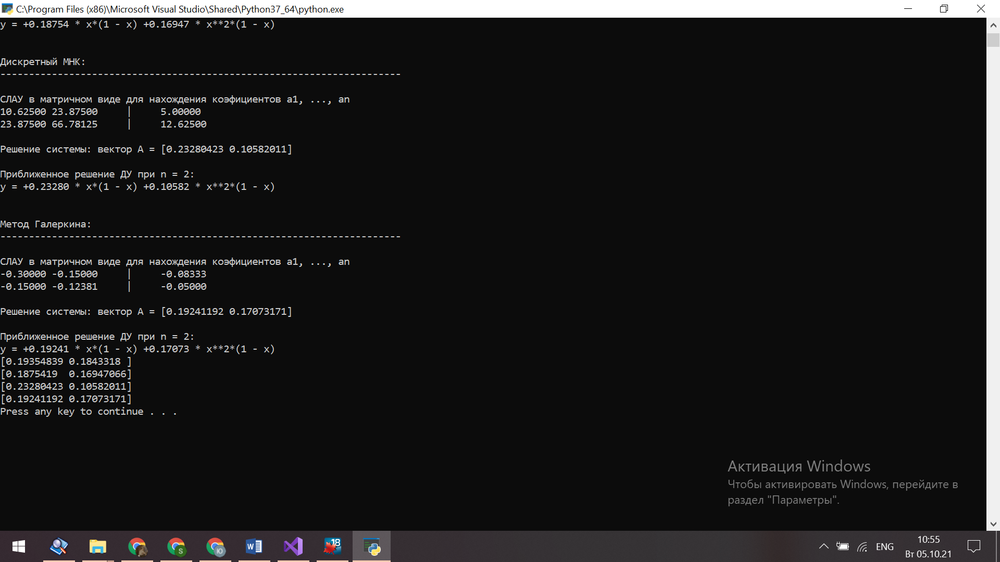 C:\Program Files (x86)\Microsoft Visual Studio\Shared\Python37_64\python.exe
y = +0.18754 * x*(1 - x) +0.16947 * x**2*(1 - x)
Дискретный МНК:
----------------------------------------------------------------------
СЛАУ в матричном виде для нахождения коэфициентов a1, ..., an
10.62500 23.87500 | 5.00000
23.87500 66.78125 | 12.62500
Решение системы: вектор A = [0.23280423 0.10582011]
Приближенное решение ДУ при n = 2:
y = +0.23280 * x*(1 - x) +0.10582 * x**2*(1 - x)
Метод Галеркина:
----------------------------------------------------------------------
СЛАУ в матричном виде для нахождения коэфициентов a1, ..., an
-0.30000 -0.15000 | -0.08333
-0.15000 -0.12381 | -0.05000
Решение системы: вектор A = [0.19241192 0.17073171]
Приближенное решение ДУ при n = 2:
y = +0.19241 * x*(1 - x) +0.17073 * x**2*(1 - x)
[0.19354839 0.1843318 ]
[0.1875419  0.16947066]
[0.23280423 0.10582011]
[0.19241192 0.17073171]
Press any key to continue . . .
Активация Windows
Чтобы активировать Windows, перейдите в
раздел "Параметры".
S
Ю
W
18
ENG
10:55
Вт 05.10.21